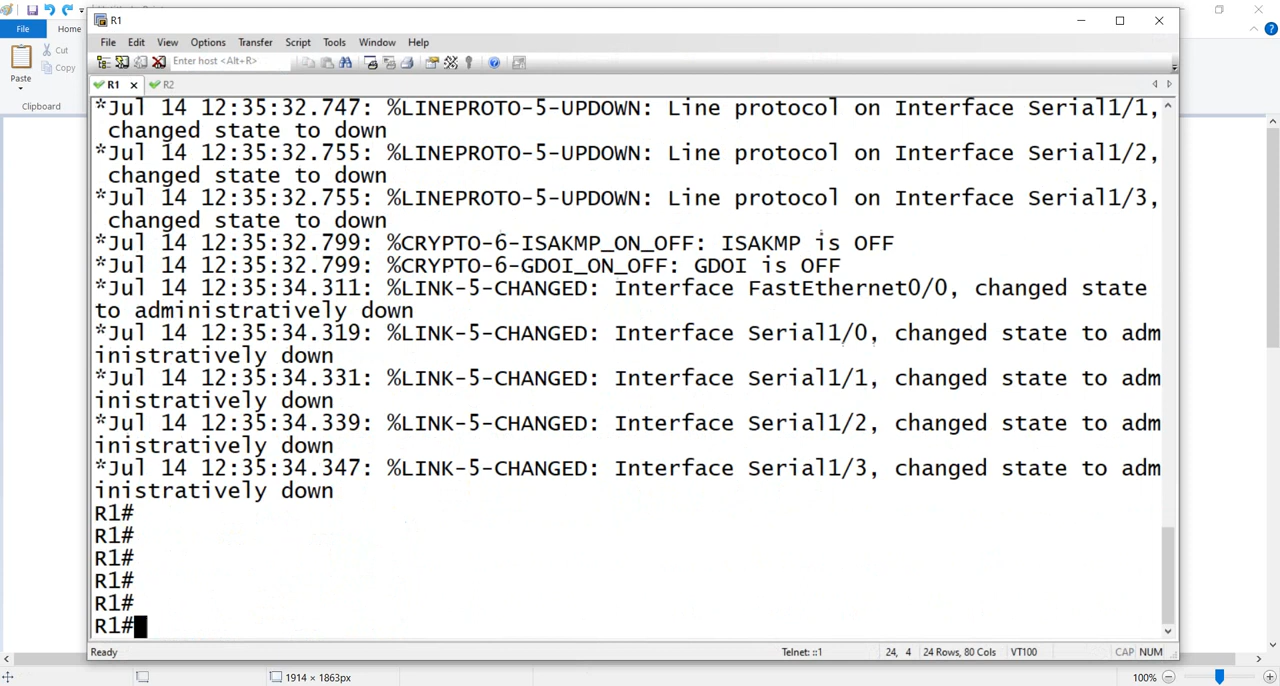 R1
File
Home
Cut
Copy
Paste
Clipboard
File Edit View Options Transfer Script Tools Window Help
Enter host <Alt+R>
R1 R2
*Jul 14 12:35:32.747: %LINEPROTO-5-UPDOWN: Line protocol on Interface Serial1/1,
changed state to down
*Jul 14 12:35:32.755: %LINEPROTO-5-UPDOWN: Line protocol on Interface Serial1/2,
changed state to down
*Jul 14 12:35:32.755: %LINEPROTO-5-UPDOWN: Line protocol on Interface Serial1/3,
changed state to down
*Jul 14 12:35:32.799: %CRYPTO-6-ISAKMP_ON_OFF: ISAKMP is OFF
*Jul 14 12:35:32.799: %CRYPTO-6-GDOI_ON_OFF: GDOI is OFF
*Jul 14 12:35:34.311: %LINK-5-CHANGED: Interface FastEthernet0/0, changed state
to administratively down
*Jul 14 12:35:34.319: %LINK-5-CHANGED: Interface Serial1/0, changed state to adm
inistratively down
*Jul 14 12:35:34.331: %LINK-5-CHANGED: Interface Serial1/1, changed state to adm
inistratively down
*Jul 14 12:35:34.339: %LINK-5-CHANGED: Interface Serial1/2, changed state to adm
inistratively down
*Jul 14 12:35:34.347: %LINK-5-CHANGED: Interface Serial1/3, changed state to adm
inistratively down
R1#
R1#
R1#
R1#
R1#
R1#
Ready Telnet: ::1 24, 4 24 Rows, 80 Cols VT100 CAP NUM
1914 × 1863px 100%